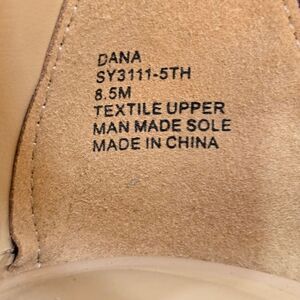 DANA
SY3111-5TH
8.5M
TEXTILE UPPER
MAN MADE SOLE
MADE IN CHINA